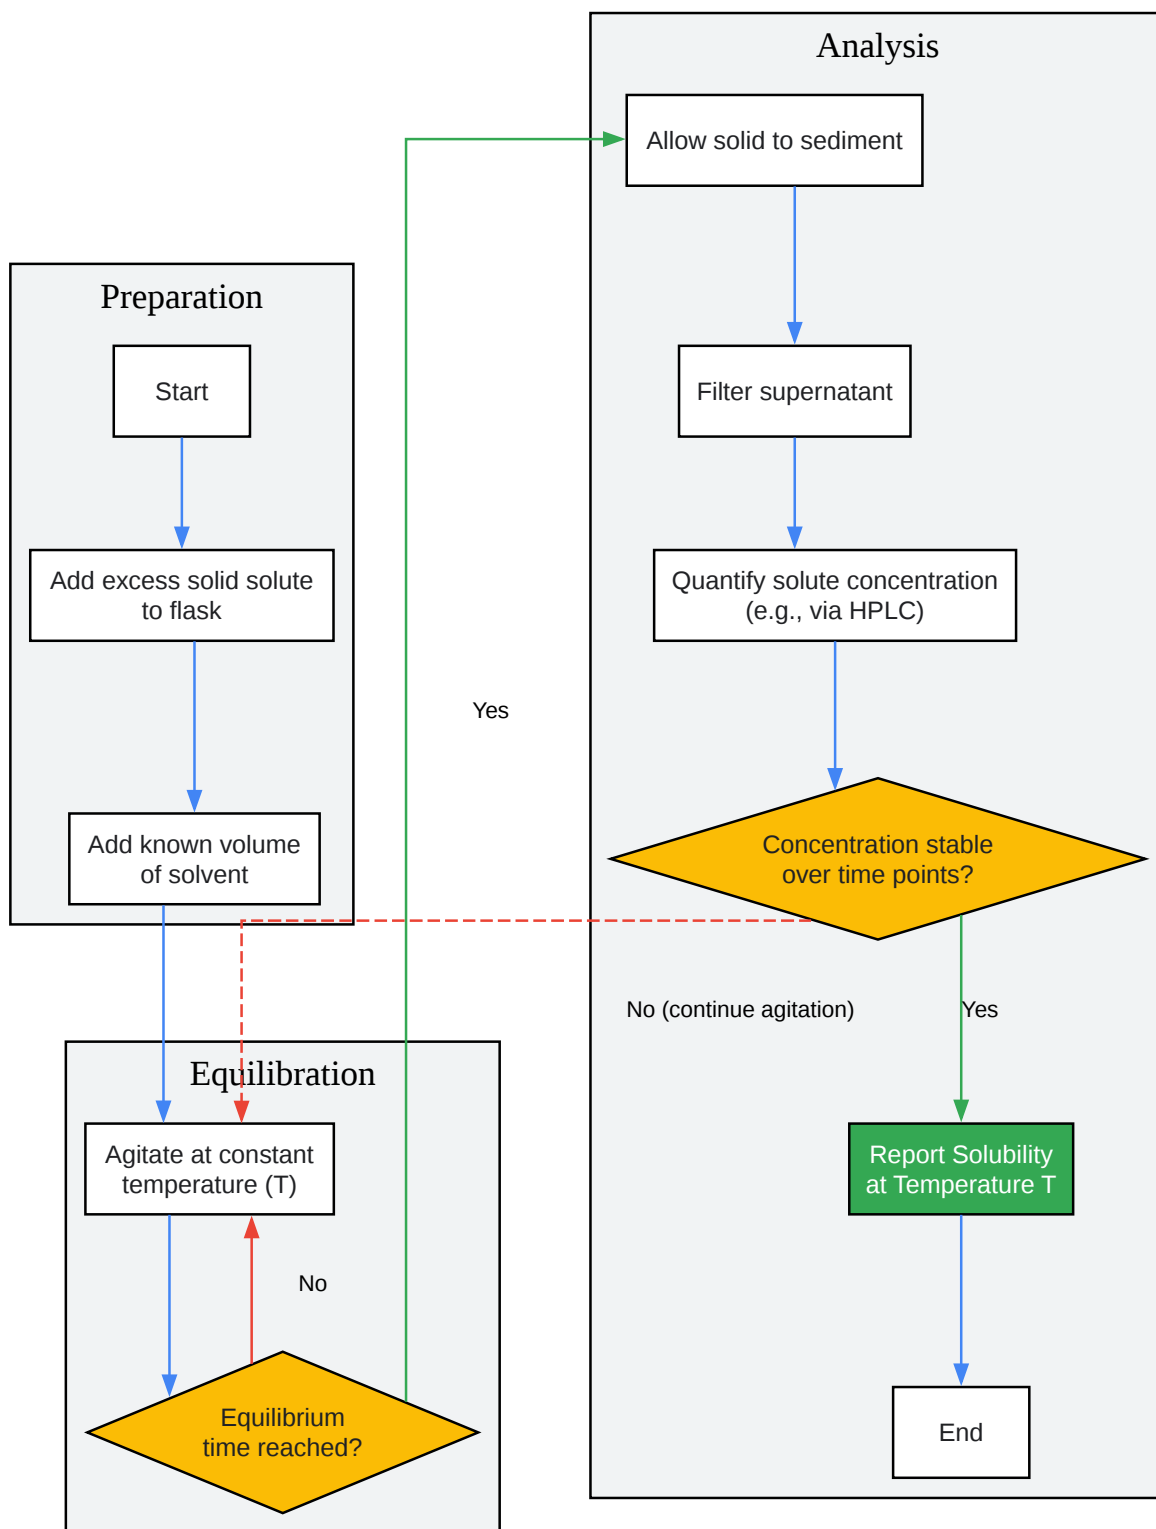 Preparation
Start
Add excess solid solute
to flask
Add known volume
of solvent
Equilibration
Agitate at constant
temperature (T)
No
Equilibrium
time reached?
Yes
Analysis
Allow solid to sediment
Filter supernatant
Quantify solute concentration
(e.g., via HPLC)
Concentration stable
over time points?
No (continue agitation)
Yes
Report Solubility
at Temperature T
End